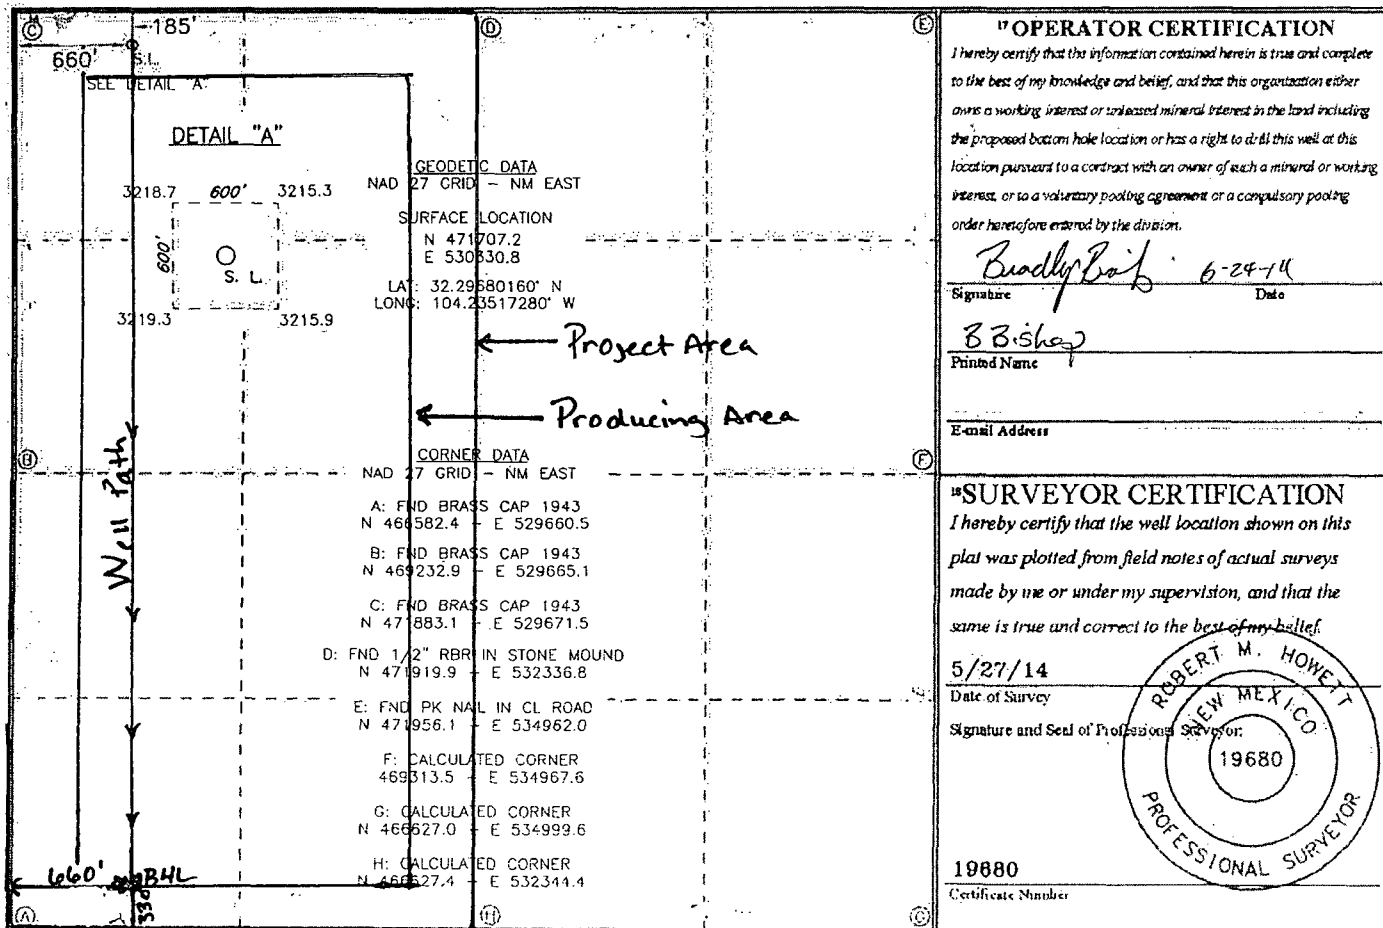 C
185'
D
E
660'
S.L.
SEE DETAIL "A"
DETAIL "A"
3218.7 600' 3215.3
600'
S. L.
3219.3 3215.9
GEODETIC DATA
NAD 27 GRID - NM EAST
SURFACE LOCATION
N 471707.2
E 530330.8
LAT: 32.29680160° N
LONG: 104.23517280° W
Project Area
Producing Area
Well Path
B
F
CORNER DATA
NAD 27 GRID - NM EAST
A: FND BRASS CAP 1943
N 466582.4 - E 529660.5
B: FND BRASS CAP 1943
N 469232.9 - E 529665.1
C: FND BRASS CAP 1943
N 471883.1 - E 529671.5
D: FND 1/2" RBR IN STONE MOUND
N 471919.9 - E 532336.8
E: FND PK NAIL IN CL ROAD
N 471956.1 - E 534962.0
F: CALCULATED CORNER
469313.5 - E 534967.6
G: CALCULATED CORNER
N 466627.0 - E 534999.6
H: CALCULATED CORNER
N 466627.4 - E 532344.4
660' BHL
330'
A
H
G
17 OPERATOR CERTIFICATION
I hereby certify that the information contained herein is true and complete
to the best of my knowledge and belief, and that this organization either
owns a working interest or unleased mineral interest in the land including
the proposed bottom hole location or has a right to drill this well at this
location pursuant to a contract with an owner of such a mineral or working
interest, or to a voluntary pooling agreement or a compulsory pooling
order heretofore entered by the division.
6-24-14
Signature Date
B Bishop
Printed Name
E-mail Address
18 SURVEYOR CERTIFICATION
I hereby certify that the well location shown on this
plat was plotted from field notes of actual surveys
made by me or under my supervision, and that the
same is true and correct to the best of my belief.
5/27/14
Date of Survey
Signature and Seal of Professional Surveyor:
ROBERT M. HOWETT
NEW MEXICO
19680
PROFESSIONAL SURVEYOR
19680
Certificate Number